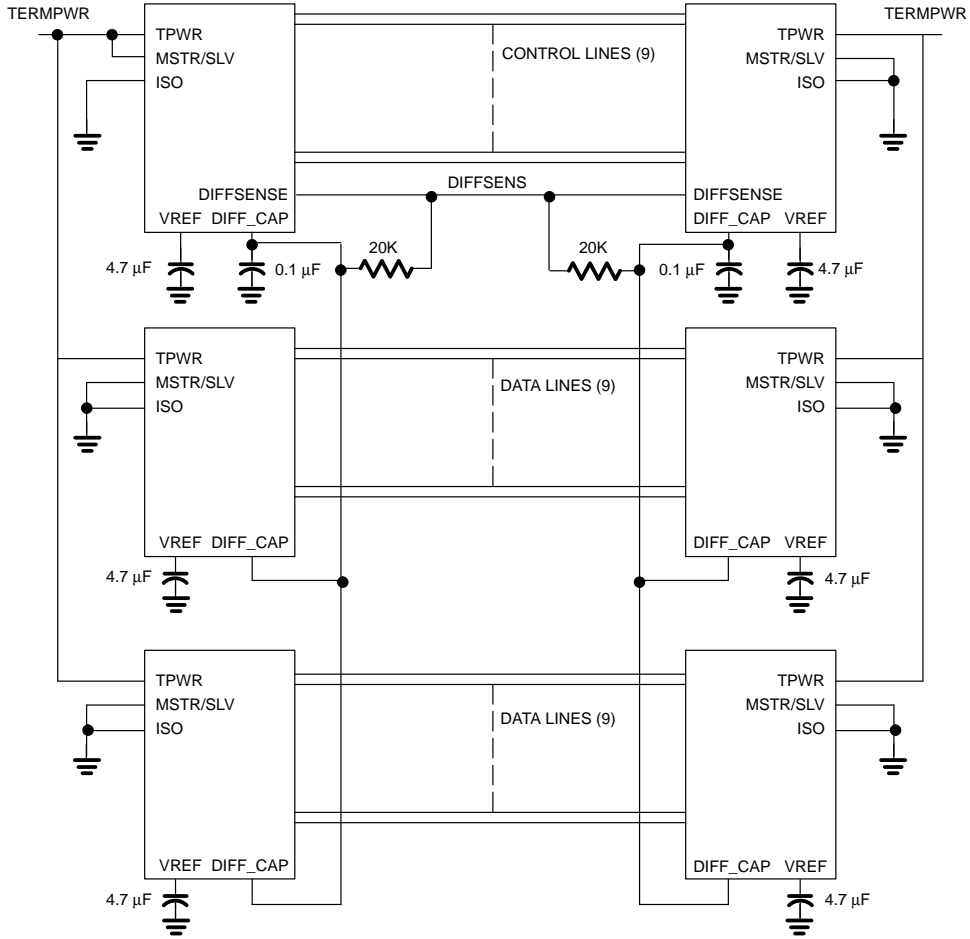 TERMPWR
TERMPWR
TPWR
MSTR/SLV
ISO
CONTROL LINES (9)
TPWR
MSTR/SLV
ISO
DIFFSENSE
DIFFSENS
DIFFSENSE
VREF DIFF_CAP
DIFF_CAP VREF
20K
20K
4.7 μF
0.1 μF
0.1 μF
4.7 μF
TPWR
MSTR/SLV
ISO
DATA LINES (9)
TPWR
MSTR/SLV
ISO
VREF DIFF_CAP
DIFF_CAP VREF
4.7 μF
4.7 μF
TPWR
MSTR/SLV
ISO
DATA LINES (9)
TPWR
MSTR/SLV
ISO
VREF DIFF_CAP
DIFF_CAP VREF
4.7 μF
4.7 μF